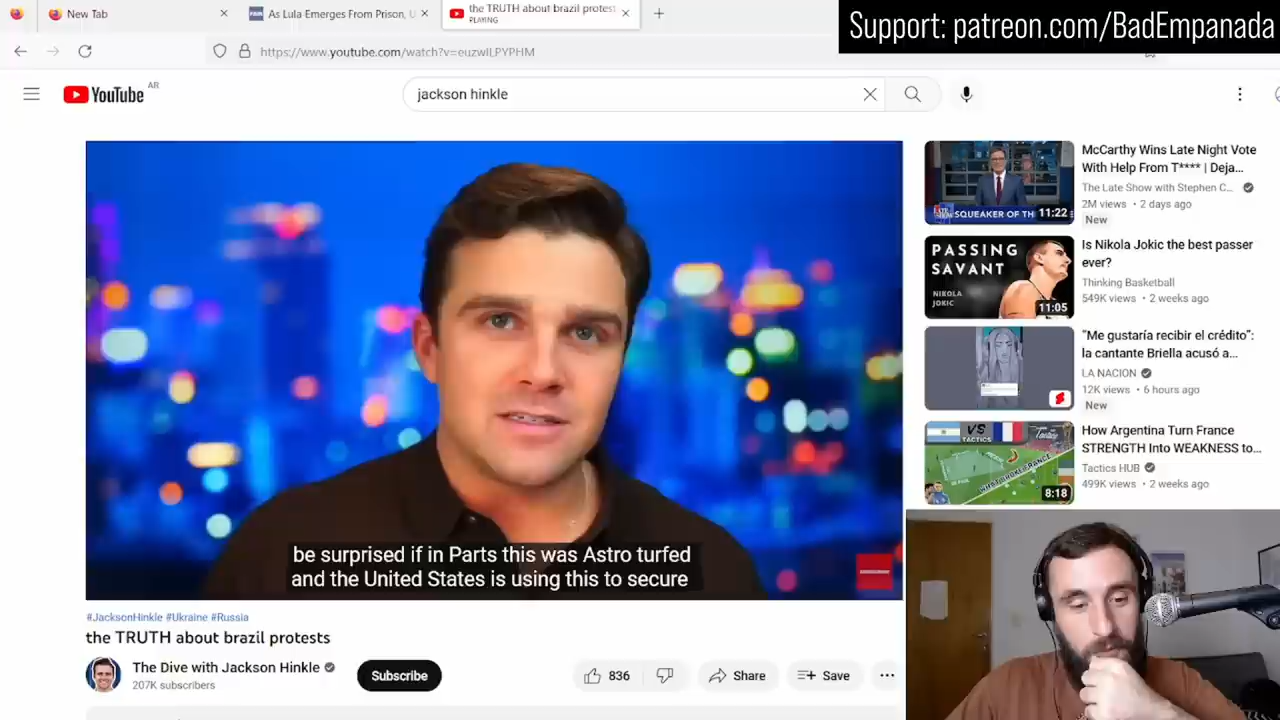 New Tab
As Lula Emerges From Prison, U
the TRUTH about brazil protest
PLAYING
Support: patreon.com/BadEmpanada
https://www.youtube.com/watch?v=euzwILPYPHM
YouTube AR
jackson hinkle
be surprised if in Parts this was Astro turfed
and the United States is using this to secure
#JacksonHinkle #Ukraine #Russia
the TRUTH about brazil protests
The Dive with Jackson Hinkle
207K subscribers
Subscribe
836
Share
Save
SQUEAKER OF TH
11:22
McCarthy Wins Late Night Vote
With Help From T**** | Deja...
The Late Show with Stephen C...
2M views • 2 days ago
New
PASSING
SAVANT
NIKOLA
JOKIC
11:05
Is Nikola Jokic the best passer
ever?
Thinking Basketball
549K views • 2 weeks ago
"Me gustaría recibir el crédito":
la cantante Briella acusó a...
LA NACION
12K views • 6 hours ago
New
VS
TACTICS
8:18
How Argentina Turn France
STRENGTH Into WEAKNESS to...
Tactics HUB
499K views • 2 weeks ago